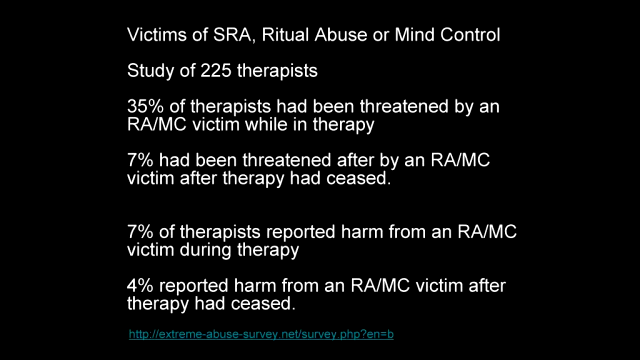 Victims of SRA, Ritual Abuse or Mind Control
Study of 225 therapists
35% of therapists had been threatened by an
RA/MC victim while in therapy
7% had been threatened after by an RA/MC
victim after therapy had ceased.
7% of therapists reported harm from an RA/MC
victim during therapy
4% reported harm from an RA/MC victim after
therapy had ceased.
http://extreme-abuse-survey.net/survey.php?en=b